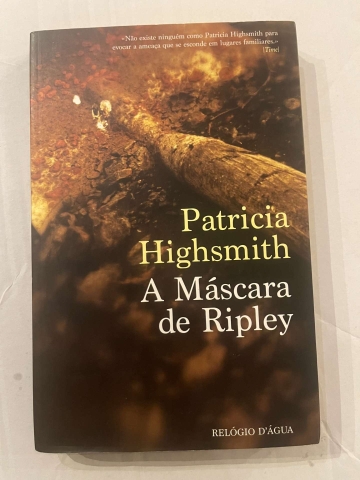 «Não existe ninguém como Patricia Highsmith para
evocar a ameaça que se esconde em lugares familiares.»
[Time]
Patricia
Highsmith
A Máscara
de Ripley
RELÓGIO D'ÁGUA